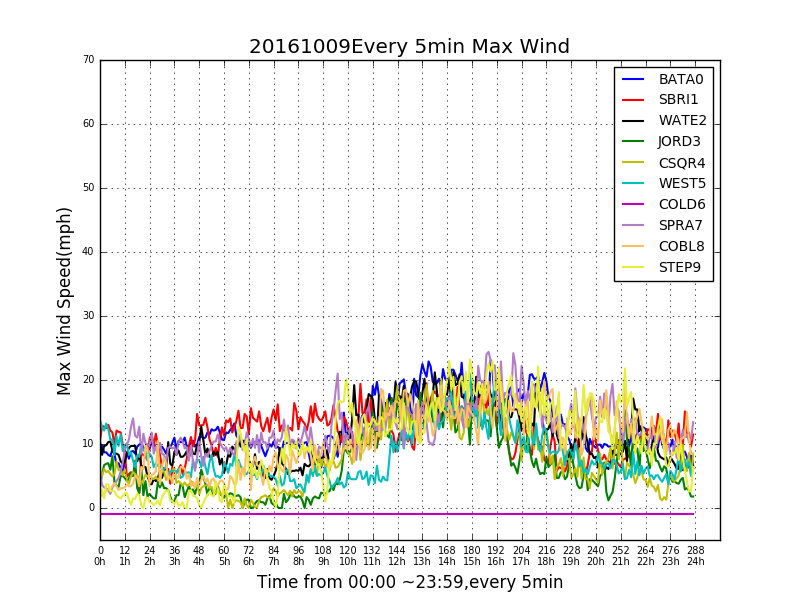 20161009Every 5min Max Wind
70
60
50
40
30
20
10
0
Max Wind Speed(mph)
BATA0
SBRI1
WATE2
JORD3
CSQR4
WEST5
COLD6
SPRA7
COBL8
STEP9
0 12 24 36 48 60 72 84 96 108 120 132 144 156 168 180 192 204 216 228 240 252 264 276 288
0h 1h 2h 3h 4h 5h 6h 7h 8h 9h 10h 11h 12h 13h 14h 15h 16h 17h 18h 19h 20h 21h 22h 23h 24h
Time from 00:00 ~23:59,every 5min